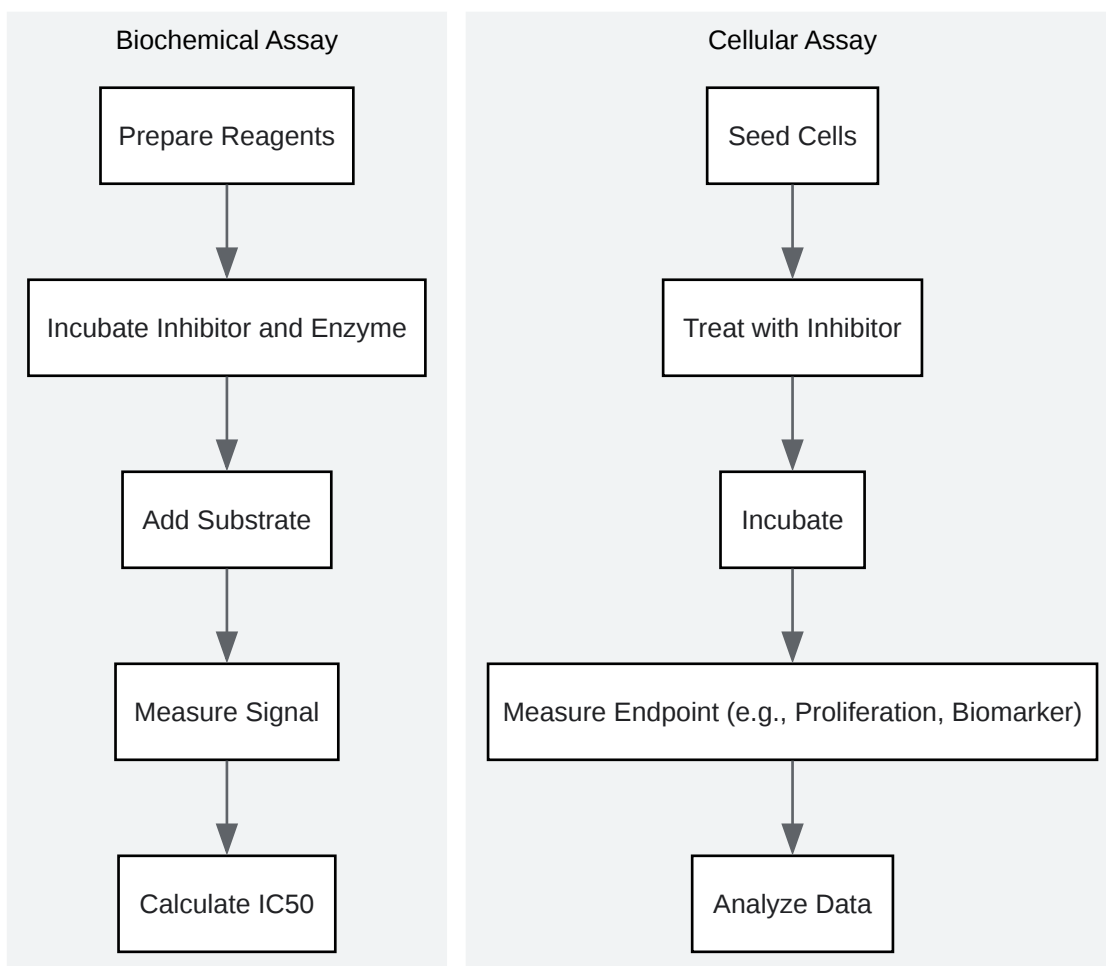 Biochemical Assay
Prepare Reagents
Incubate Inhibitor and Enzyme
Add Substrate
Measure Signal
Calculate IC50
Cellular Assay
Seed Cells
Treat with Inhibitor
Incubate
Measure Endpoint (e.g., Proliferation, Biomarker)
Analyze Data